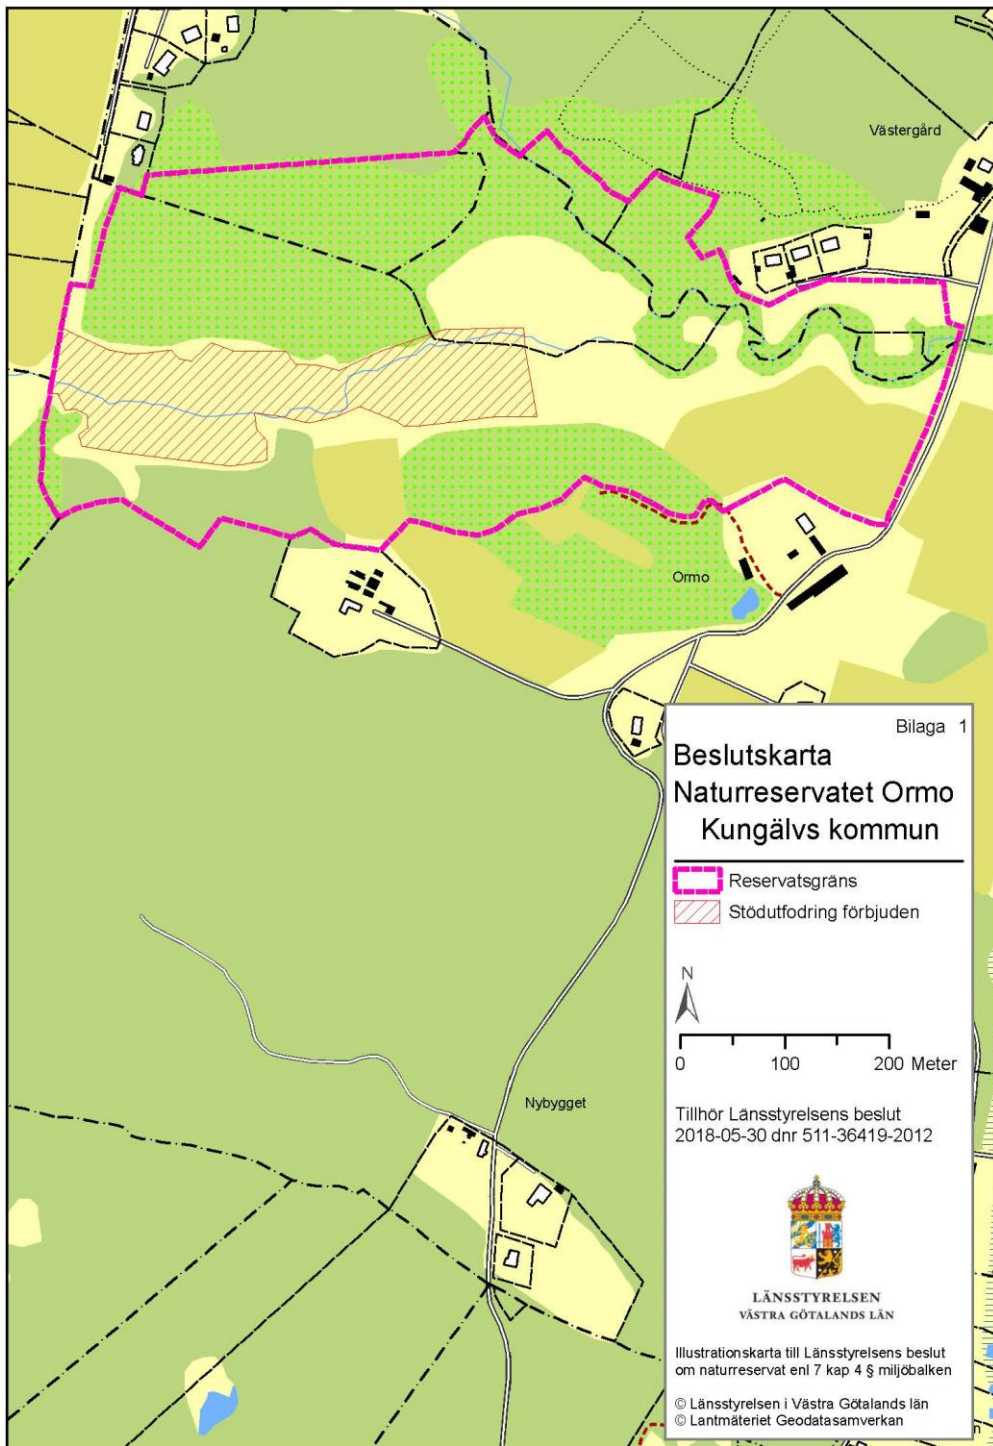 Västergård
Ormo
Bilaga 1
Beslutskarta
Naturreservatet Ormo
Kungälvs kommun
Reservatsgräns
Stödutfodring förbjuden
N
0 100 200 Meter
Nybygget
Tillhör Länsstyrelsens beslut
2018-05-30 dnr 511-36419-2012
LÄNSSTYRELSEN
VÄSTRA GÖTALANDS LÄN
Illustrationskarta till Länsstyrelsens beslut
om naturreservat enl 7 kap 4 § miljöbalken
© Länsstyrelsen i Västra Götalands län
© Lantmäteriet Geodatasamverkan